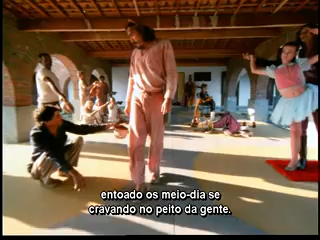 entoado os meio-dia se
cravando no peito da gente.